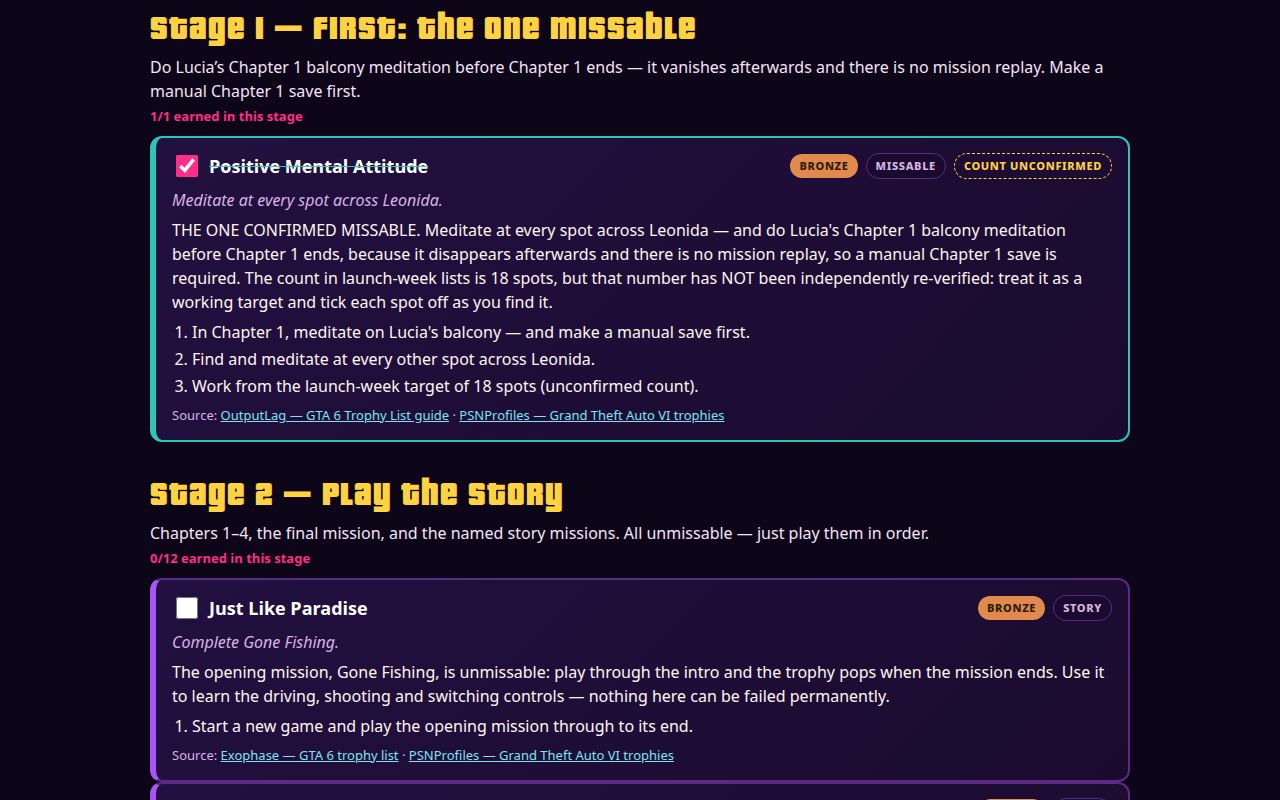 Stage 1 — First: the one missable
Do Lucia’s Chapter 1 balcony meditation before Chapter 1 ends — it vanishes afterwards and there is no mission replay. Make a
manual Chapter 1 save first.
1/1 earned in this stage
Positive Mental Attitude
BRONZE
MISSABLE
COUNT UNCONFIRMED
Meditate at every spot across Leonida.
THE ONE CONFIRMED MISSABLE. Meditate at every spot across Leonida — and do Lucia's Chapter 1 balcony meditation
before Chapter 1 ends, because it disappears afterwards and there is no mission replay, so a manual Chapter 1 save is
required. The count in launch-week lists is 18 spots, but that number has NOT been independently re-verified: treat it as a
working target and tick each spot off as you find it.
1. In Chapter 1, meditate on Lucia's balcony — and make a manual save first.
2. Find and meditate at every other spot across Leonida.
3. Work from the launch-week target of 18 spots (unconfirmed count).
Source: OutputLag — GTA 6 Trophy List guide · PSNProfiles — Grand Theft Auto VI trophies
Stage 2 — Play the story
Chapters 1–4, the final mission, and the named story missions. All unmissable — just play them in order.
0/12 earned in this stage
Just Like Paradise
BRONZE
STORY
Complete Gone Fishing.
The opening mission, Gone Fishing, is unmissable: play through the intro and the trophy pops when the mission ends. Use it
to learn the driving, shooting and switching controls — nothing here can be failed permanently.
1. Start a new game and play the opening mission through to its end.
Source: Exophase — GTA 6 trophy list · PSNProfiles — Grand Theft Auto VI trophies